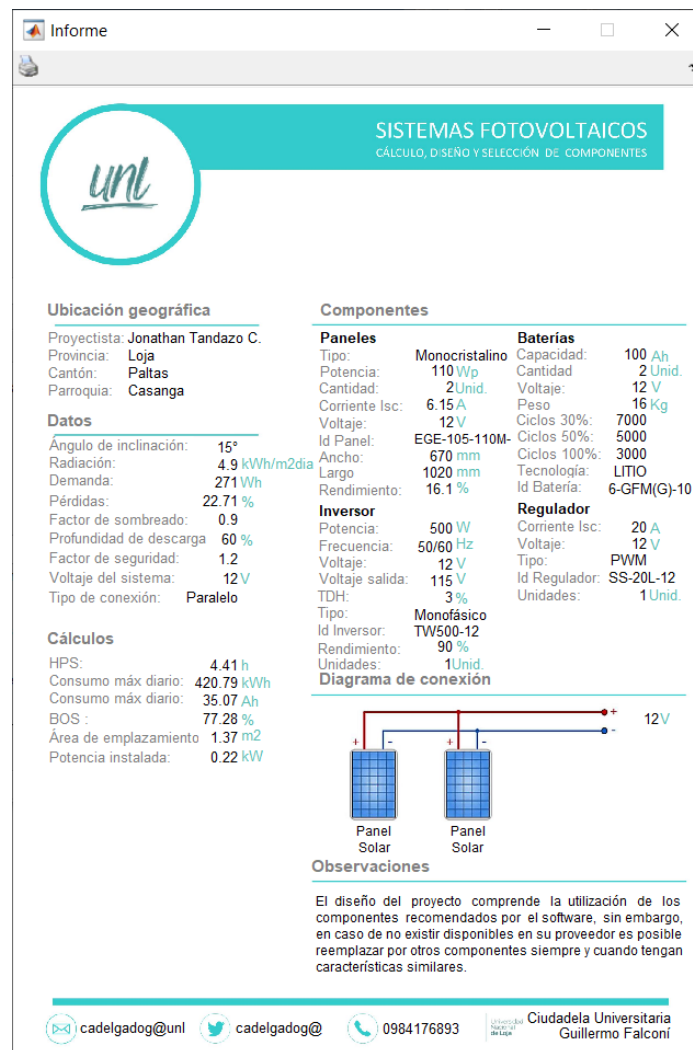 Informe
unl
SISTEMAS FOTOVOLTAICOS
CÁLCULO, DISEÑO Y SELECCIÓN DE COMPONENTES
Ubicación geográfica
Proyectista: Jonathan Tandazo C.
Provincia: Loja
Cantón: Paltas
Parroquia: Casanga
Datos
Ángulo de inclinación: 15°
Radiación: 4.9 kWh/m2dia
Demanda: 271 Wh
Pérdidas: 22.71 %
Factor de sombreado: 0.9
Profundidad de descarga 60 %
Factor de seguridad: 1.2
Voltaje del sistema: 12 V
Tipo de conexión: Paralelo
Cálculos
HPS: 4.41 h
Consumo máx diario: 420.79 kWh
Consumo máx diario: 35.07 Ah
BOS : 77.28 %
Área de emplazamiento 1.37 m2
Potencia instalada: 0.22 kW
Componentes
Paneles
Tipo: Monocristalino
Potencia: 110 Wp
Cantidad: 2 Unid.
Corriente Isc: 6.15 A
Voltaje: 12 V
Id Panel: EGE-105-110M-
Ancho: 670 mm
Largo 1020 mm
Rendimiento: 16.1 %
Inversor
Potencia: 500 W
Frecuencia: 50/60 Hz
Voltaje: 12 V
Voltaje salida: 115 V
TDH: 3 %
Tipo: Monofásico
Id Inversor: TW500-12
Rendimiento: 90 %
Unidades: 1 Unid.
Baterías
Capacidad: 100 Ah
Cantidad 2 Unid.
Voltaje: 12 V
Peso 16 Kg
Ciclos 30%: 7000
Ciclos 50%: 5000
Ciclos 100%: 3000
Tecnología: LITIO
Id Batería: 6-GFM(G)-10
Regulador
Corriente Isc: 20 A
Voltaje: 12 V
Tipo: PWM
Id Regulador: SS-20L-12
Unidades: 1 Unid.
Diagrama de conexión
+ 12 V
-
+ - + -
Panel Solar
Panel Solar
Observaciones
El diseño del proyecto comprende la utilización de los
componentes recomendados por el software, sin embargo,
en caso de no existir disponibles en su proveedor es posible
reemplazar por otros componentes siempre y cuando tengan
características similares.
cadelgadog@unl
cadelgadog@
0984176893
Universidad
Nacional
de Loja
Ciudadela Universitaria
Guillermo Falconí